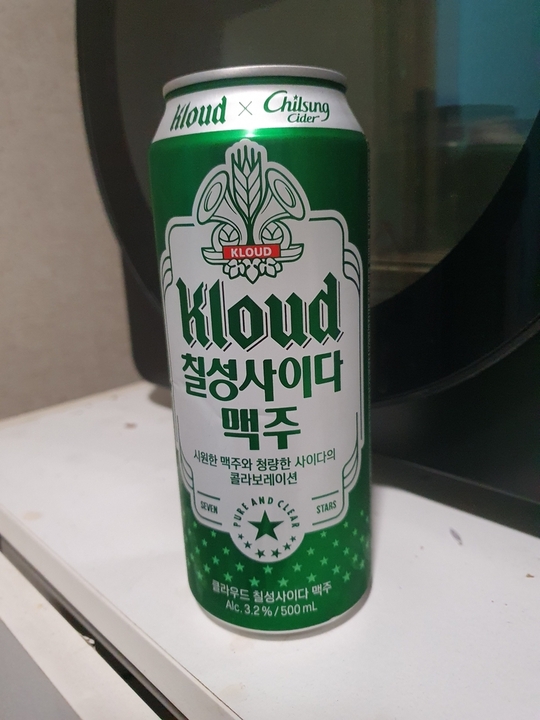 Kloud × Chilsung Cider
KLOUD
Kloud
칠성사이다
맥주
시원한 맥주와 청량한 사이다의
콜라보레이션
PURE AND CLEAR
SEVEN STARS
클라우드 칠성사이다 맥주
Alc. 3.2 % / 500 mL